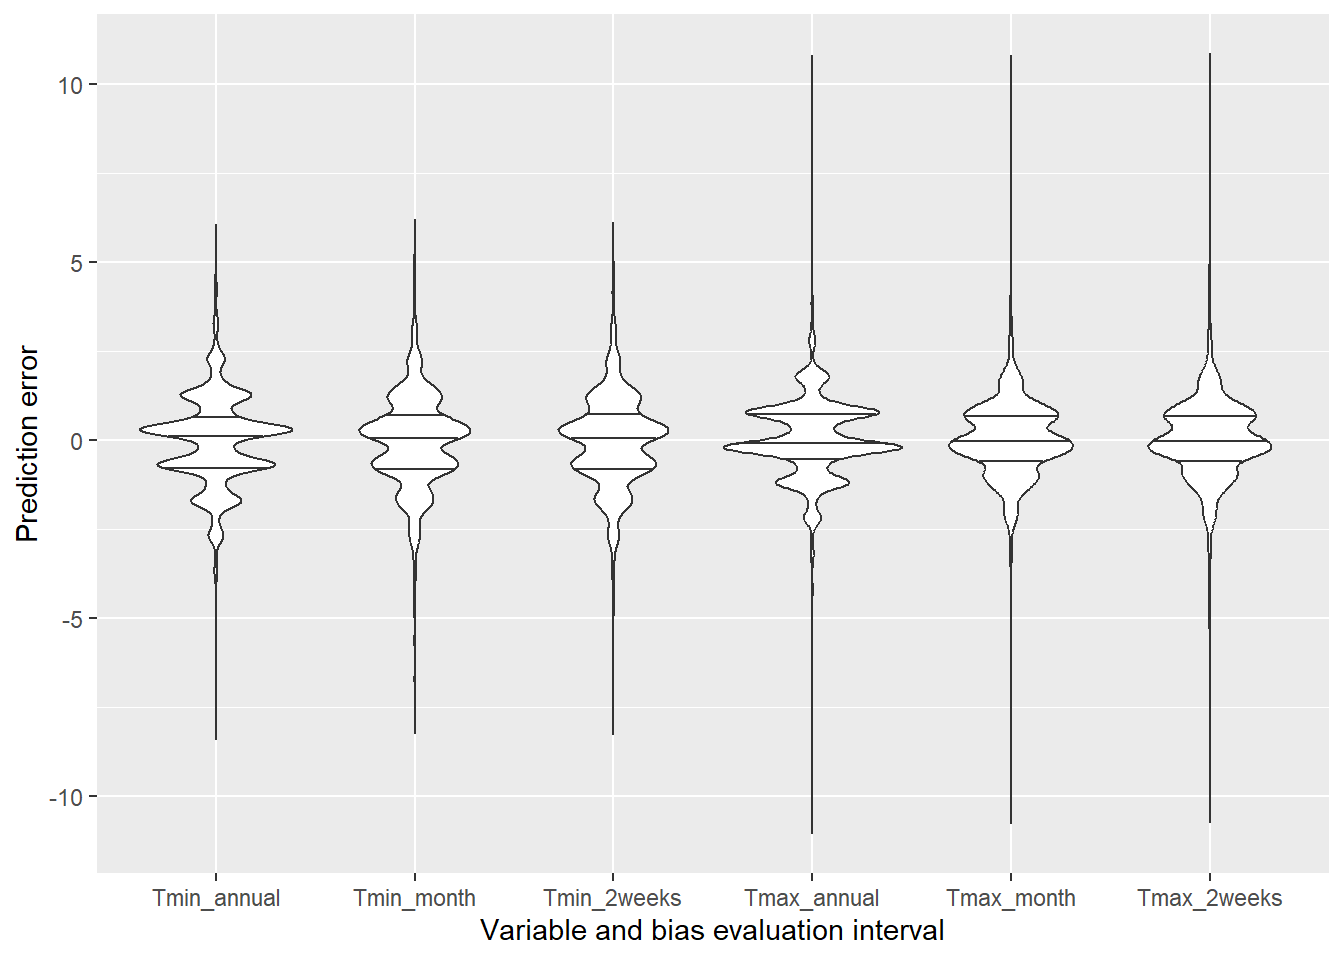 Prediction error
10
5
0
-5
-10
Tmin_annual
Tmin_month
Tmin_2weeks
Tmax_annual
Tmax_month
Tmax_2weeks
Variable and bias evaluation interval